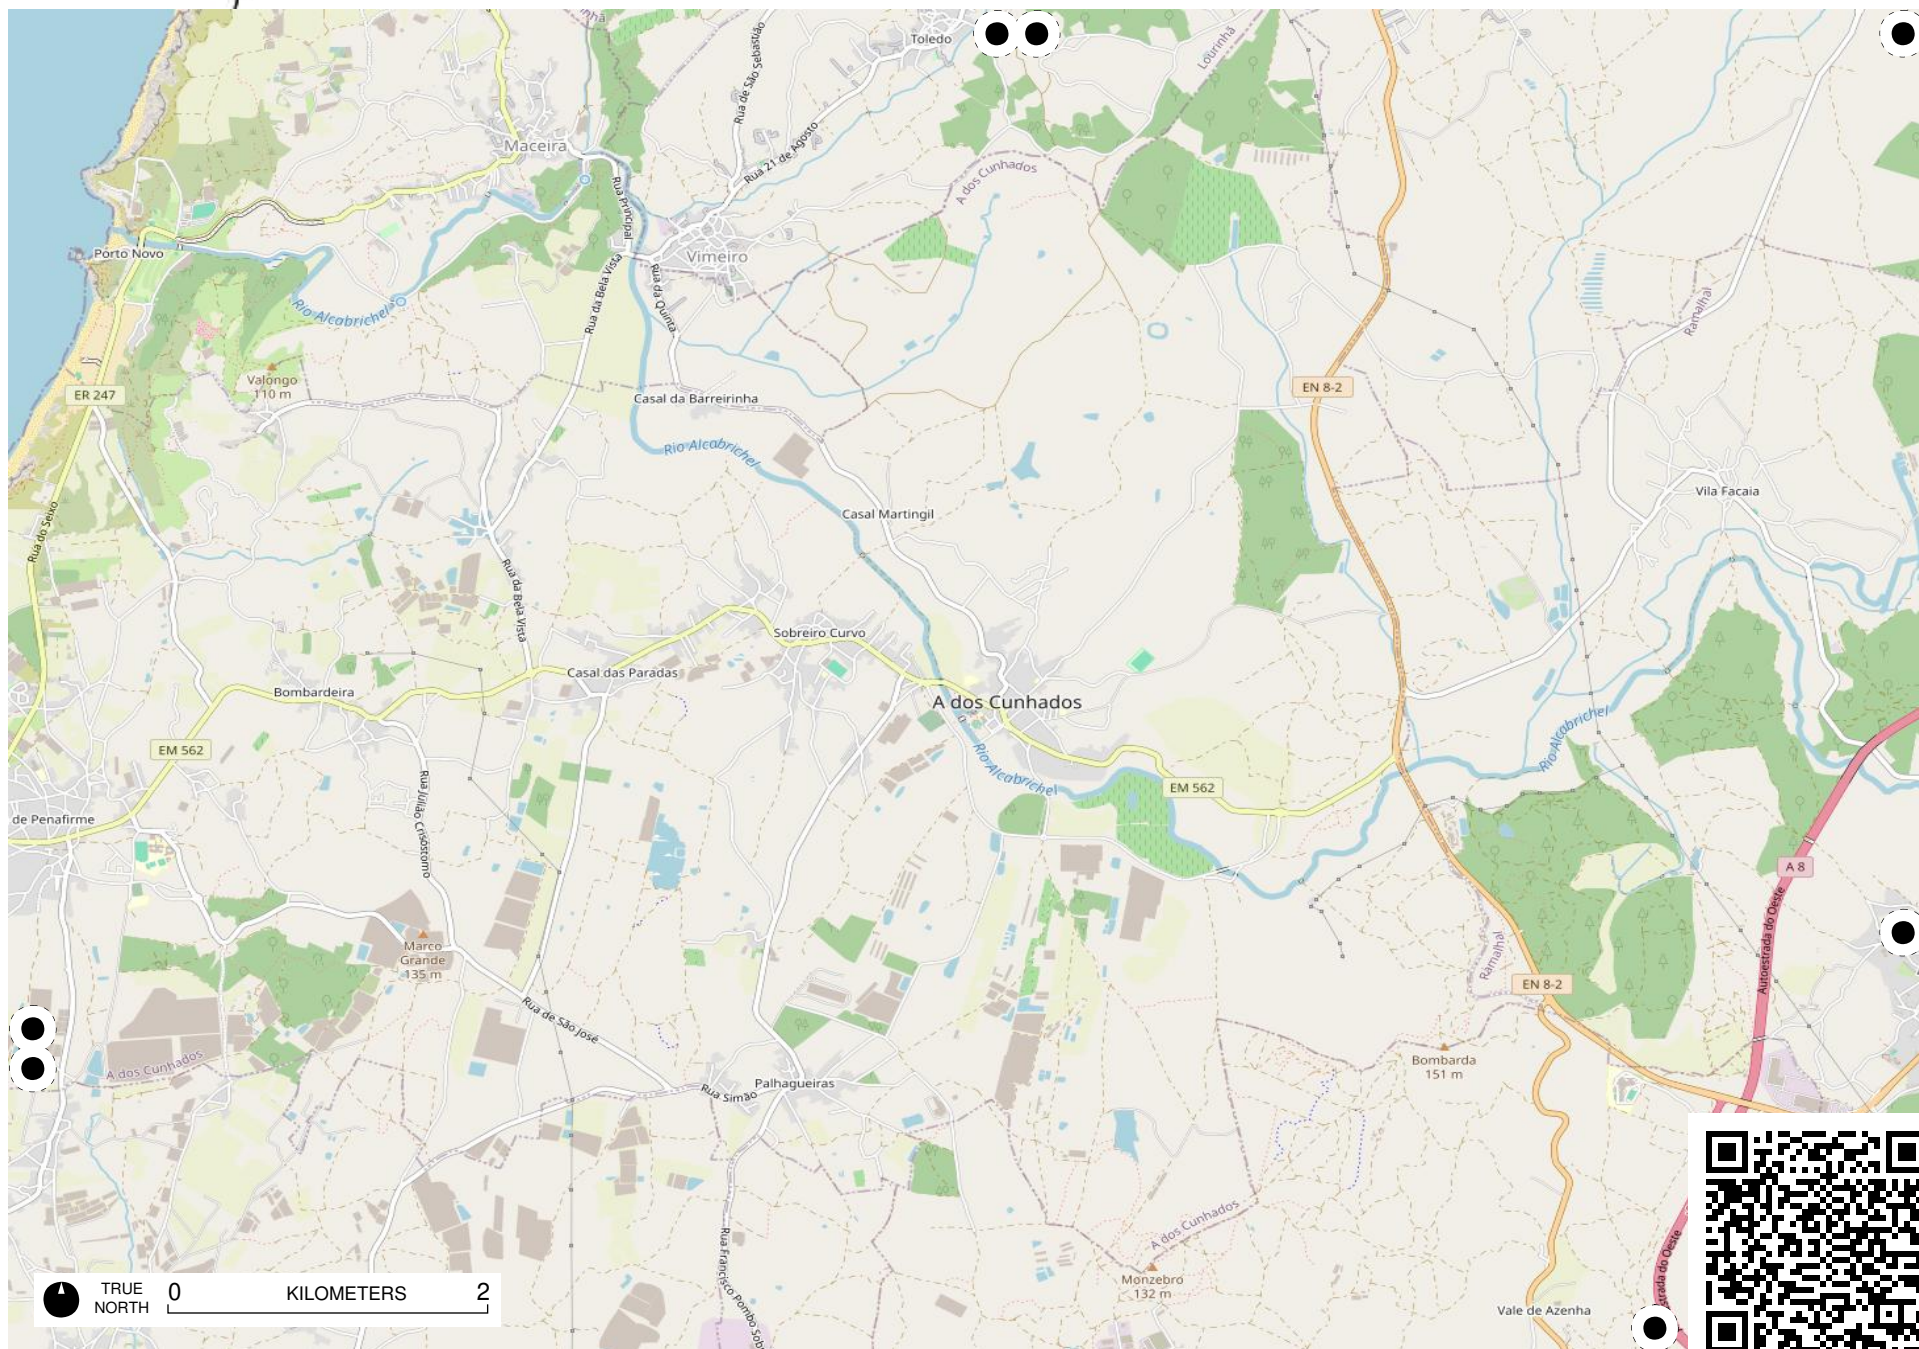 Toledo
Lourinhã
Rua de São Sebastião
Maceira
Rua 21 de Agosto
A dos Cunhados
Rua Principal
Porto Novo
Vimeiro
Rua da Bela Vista
Rua da Quinta
Rio Alcabrichel
Ramalhal
Valongo
110 m
ER 247
EN 8-2
Casal da Barreirinha
Rio Alcabrichel
Vila Facaia
Casal Martingil
Rua do Seixo
Rua da Bela Vista
Sobreiro Curvo
Casal das Paradas
Bombardeira
A dos Cunhados
Rio Alcabrichel
EM 562
Rio Alcabrichel
EM 562
Rua Julião Crisóstomo
de Penafirme
A 8
Autoestrada do Oeste
Marco
Grande
135 m
Ramalhal
EN 8-2
Rua de São José
A dos Cunhados
Bombarda
151 m
Palhagueiras
Rua Simão
A dos Cunhados
Rua Francisco Pombo Sob
strada do Oeste
Monzebro
132 m
Vale de Azenha
TRUE
NORTH
0 KILOMETERS 2